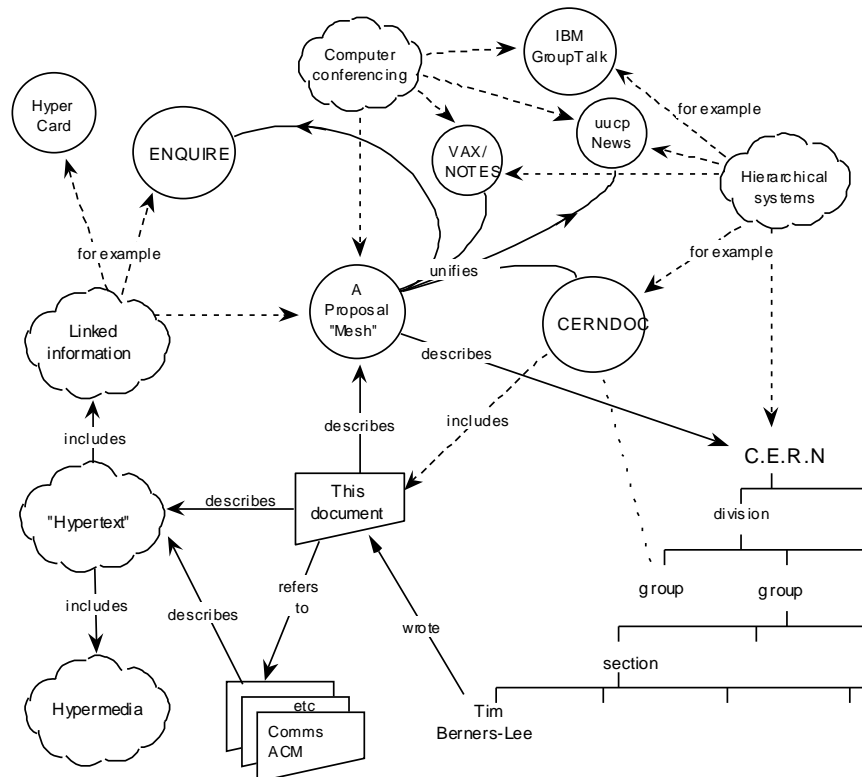 IBM
GroupTalk
Computer
conferencing
Hyper
Card
for example
uucp
News
ENQUIRE
VAX/
NOTES
Hierarchical
systems
for example
for example
unifies
A
Proposal
"Mesh"
CERNDOC
Linked
information
describes
includes
describes
includes
C.E.R.N
This
document
describes
"Hypertext"
division
refers
to
group
group
includes
describes
wrote
section
Hypermedia
etc
Comms
ACM
Tim
Berners-Lee